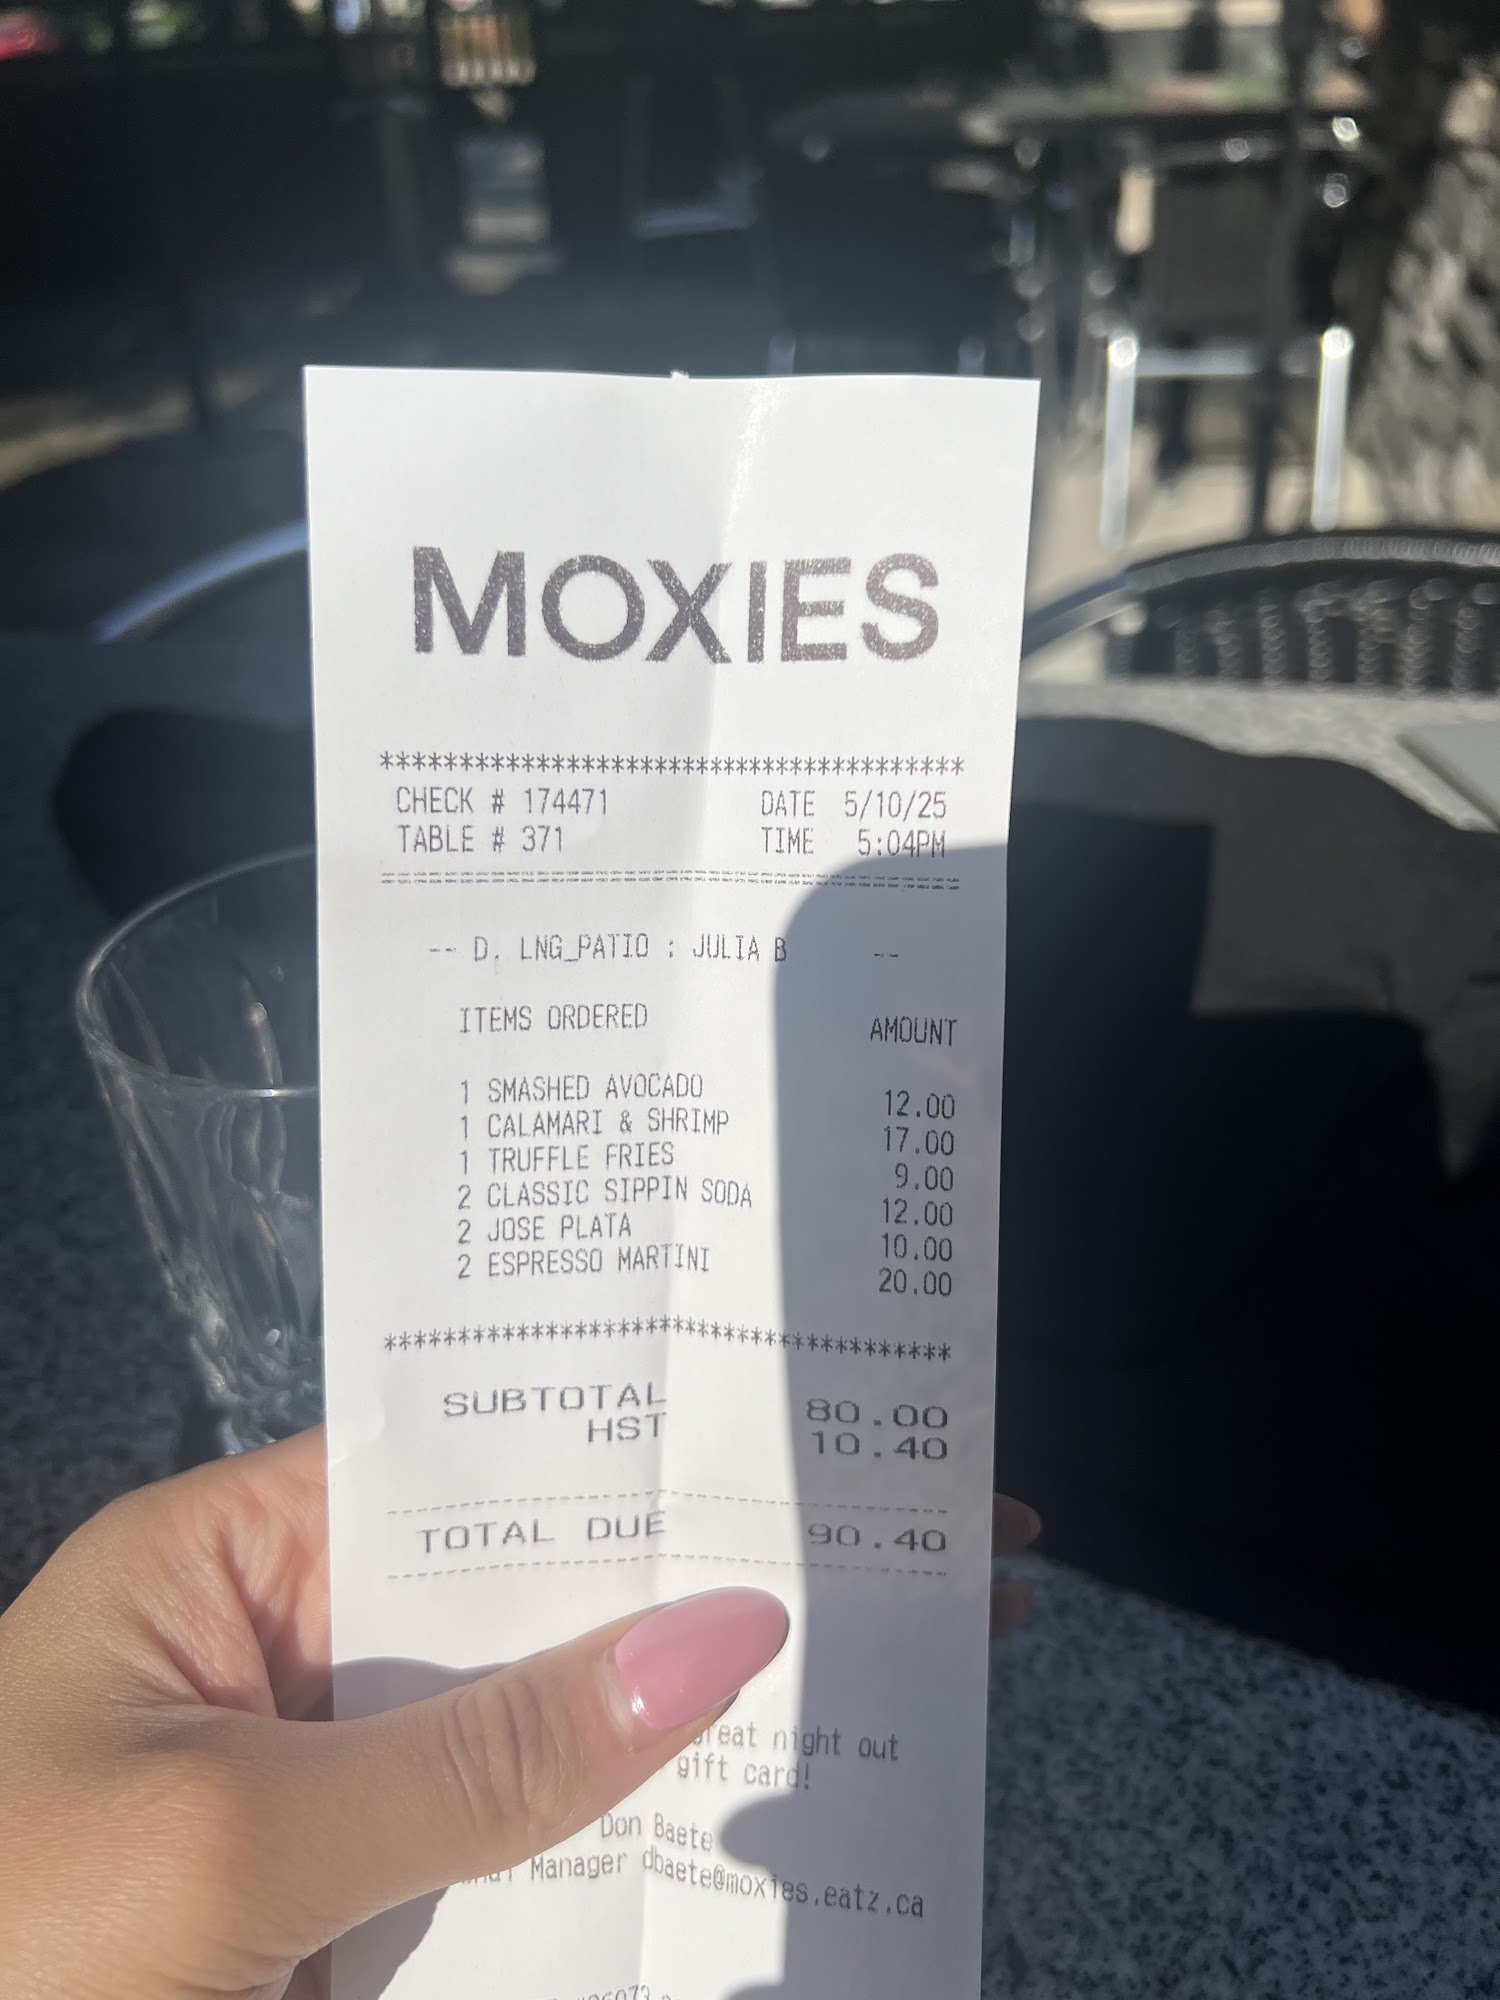 MOXIES
***************************************
CHECK # 174471 DATE 5/10/25
TABLE # 371 TIME 5:04PM
-- D. LNG_PATIO : JULIA B --
ITEMS ORDERED AMOUNT
1 SMASHED AVOCADO 12.00
1 CALAMARI & SHRIMP 17.00
1 TRUFFLE FRIES 9.00
2 CLASSIC SIPPIN SODA 12.00
2 JOSE PLATA 10.00
2 ESPRESSO MARTINI 20.00
***************************************
SUBTOTAL 80.00
HST 10.40
TOTAL DUE 90.40
night out
gift card!
Don Baete
Manager dbaete@moxies.eatz.ca